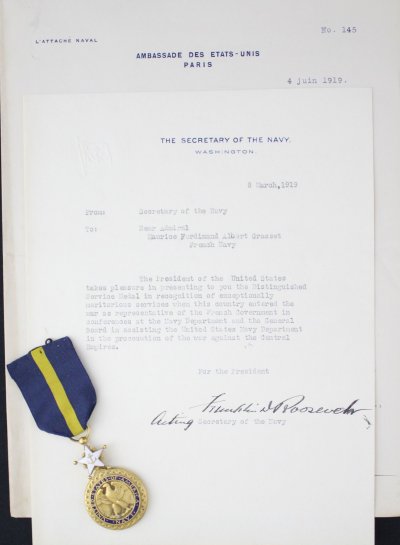 No. 145
L'ATTACHE NAVAL
AMBASSADE DES ETATS-UNIS
PARIS
4 juin 1919.
THE SECRETARY OF THE NAVY.
WASHINGTON.
8 March,1919
From: Secretary of the Navy
To: Rear Admiral
Maurice Ferdinand Albert Grasset
French Navy
The President of the United States
takes pleasure in presenting to you the Distinguished
Service Medal in recognition of exceptionally
meritorious services when this country entered the
war as representative of the French Government in
conferences at the Navy Department and the General
Board in assisting the United States Navy Department
in the prosecution of the war against the Central
Empires.
For the President
Franklin D Roosevelt
Acting Secretary of the Navy
UNITED STATES OF AMERICA
NAVY